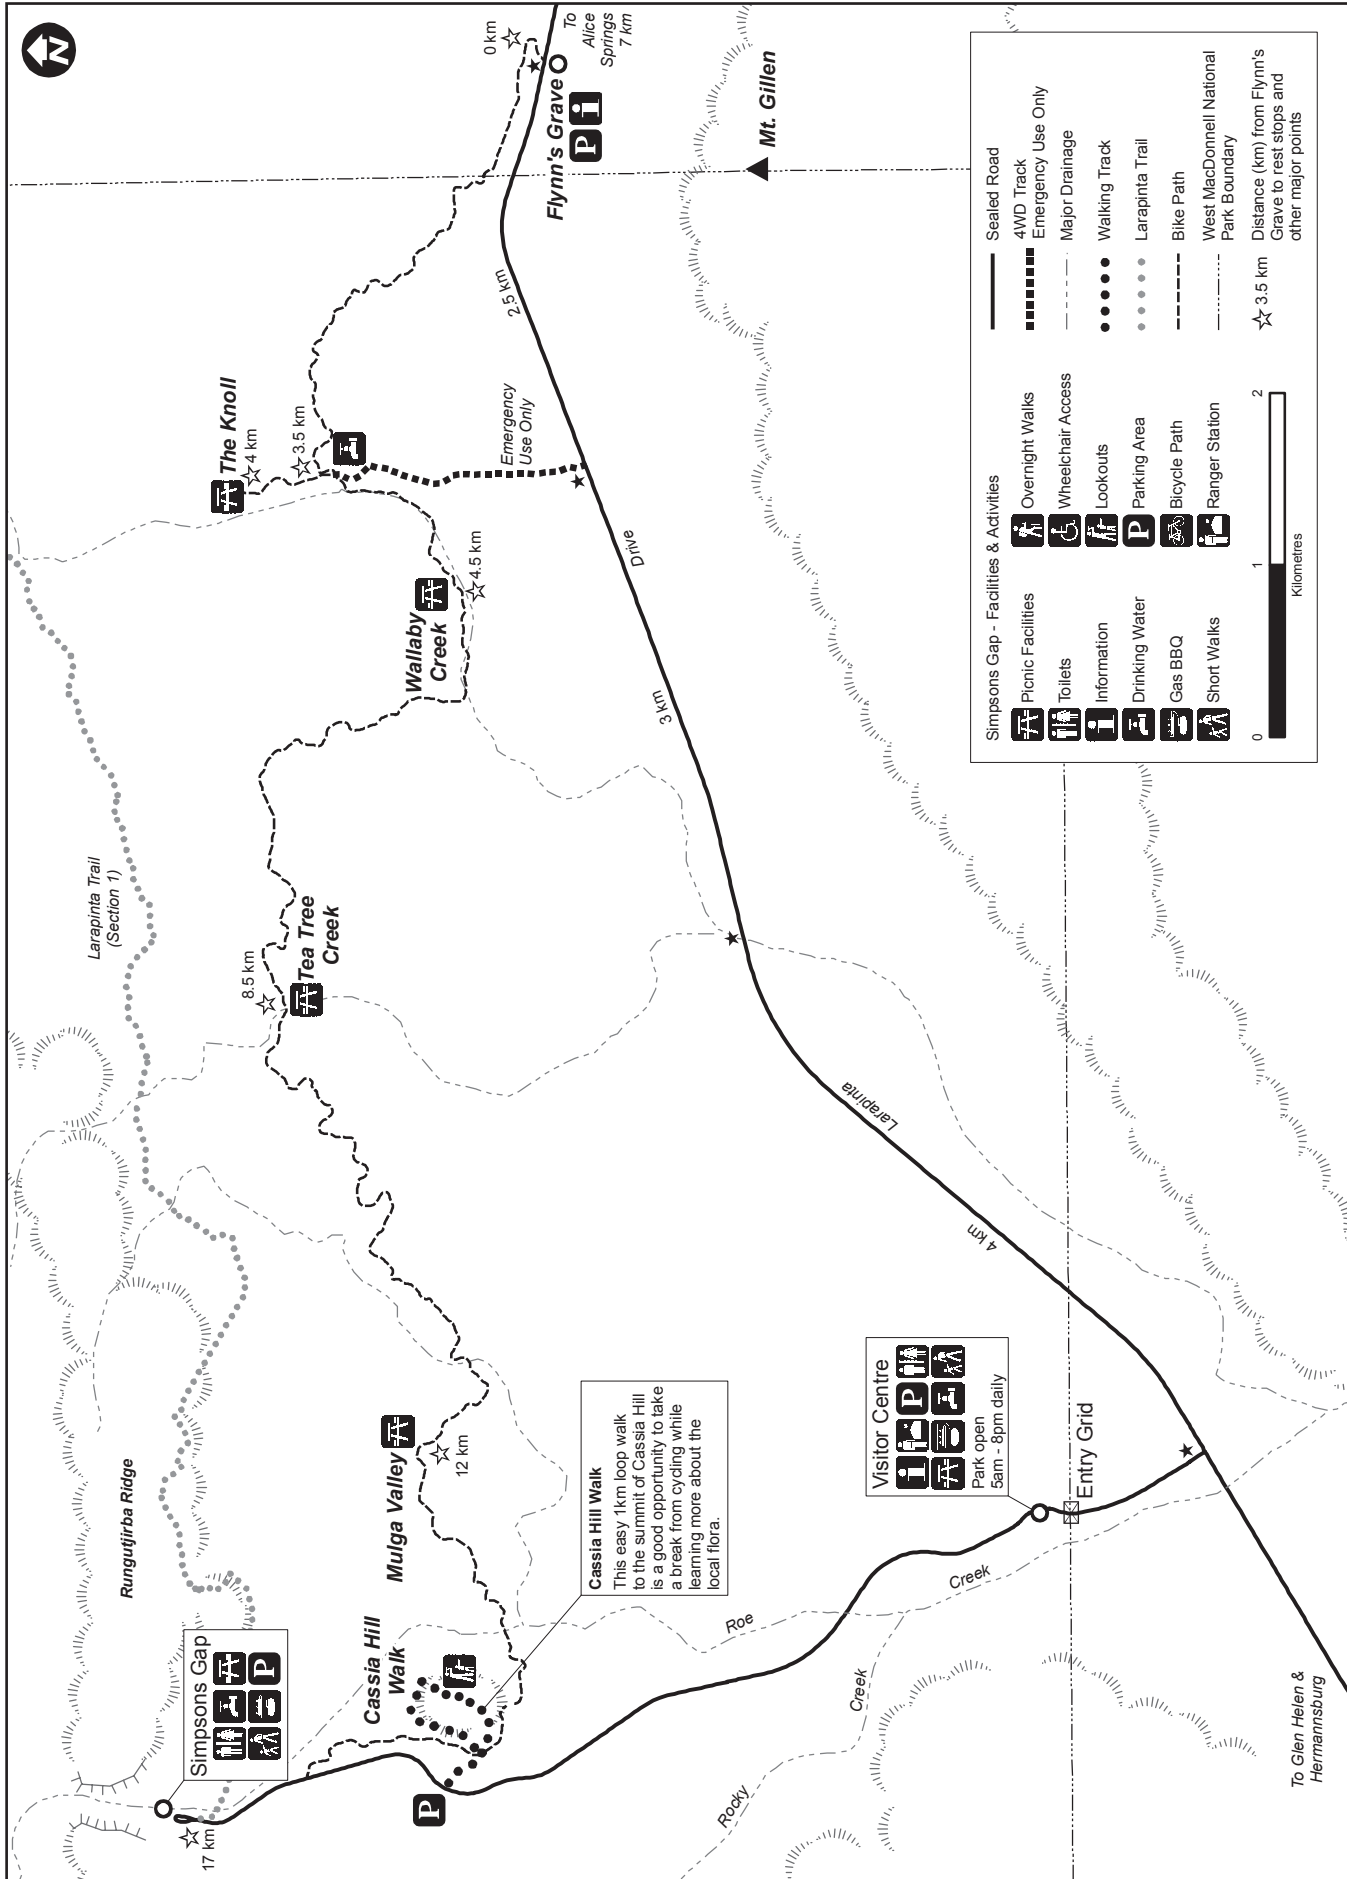 N
0 km
To
Alice
Springs
7 km
Flynn's Grave
P
Mt. Gillen
2.5 km
The Knoll
4 km
3.5 km
Emergency
Use Only
Drive
Wallaby
Creek
4.5 km
3 km
Larapinta Trail
(Section 1)
Tea Tree
Creek
8.5 km
Larapinta
4 km
Rungutjirba Ridge
Mulga Valley
12 km
Cassia Hill
Walk
Cassia Hill Walk
This easy 1km loop walk
to the summit of Cassia Hill
is a good opportunity to take
a break from cycling while
learning more about the
local flora.
Simpsons Gap
P
17 km
P
Visitor Centre
P
Park open
5am - 8pm daily
Entry Grid
Roe
Creek
Rocky
Creek
To Glen Helen &
Hermannsburg
Simpsons Gap - Facilities & Activities
Picnic Facilities
Toilets
Information
Drinking Water
Gas BBQ
Short Walks
Overnight Walks
Wheelchair Access
Lookouts
P Parking Area
Bicycle Path
Ranger Station
Sealed Road
4WD Track
Emergency Use Only
Major Drainage
Walking Track
Larapinta Trail
Bike Path
West MacDonnell National
Park Boundary
3.5 km Distance (km) from Flynn's
Grave to rest stops and
other major points
0 1 2
Kilometres